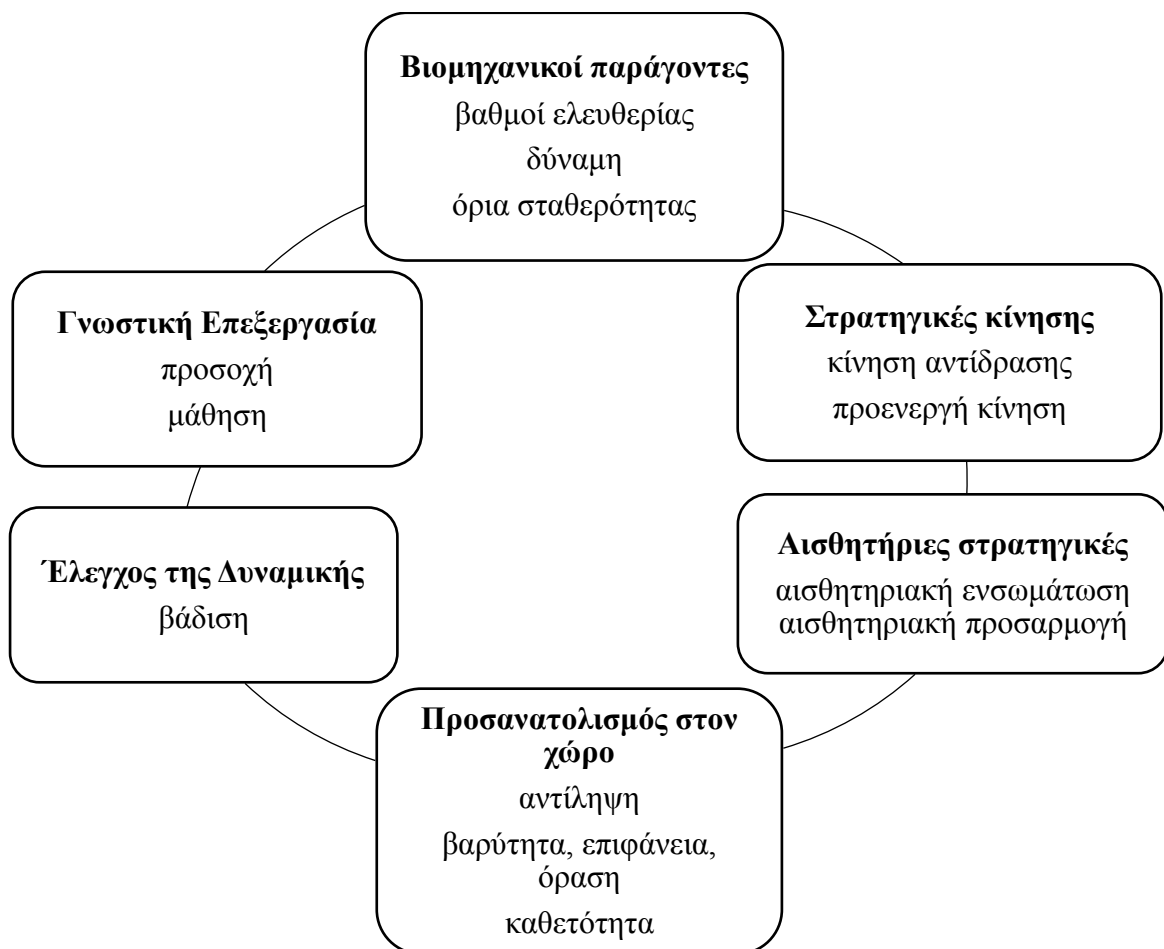 Βιομηχανικοί παράγοντες
βαθμοί ελευθερίας
δύναμη
όρια σταθερότητας
Στρατηγικές κίνησης
κίνηση αντίδρασης
προενεργή κίνηση
Αισθητήριες στρατηγικές
αισθητηριακή ενσωμάτωση
αισθητηριακή προσαρμογή
Προσανατολισμός στον
χώρο
αντίληψη
βαρύτητα, επιφάνεια,
όραση
καθετότητα
Έλεγχος της Δυναμικής
βάδιση
Γνωστική Επεξεργασία
προσοχή
μάθηση